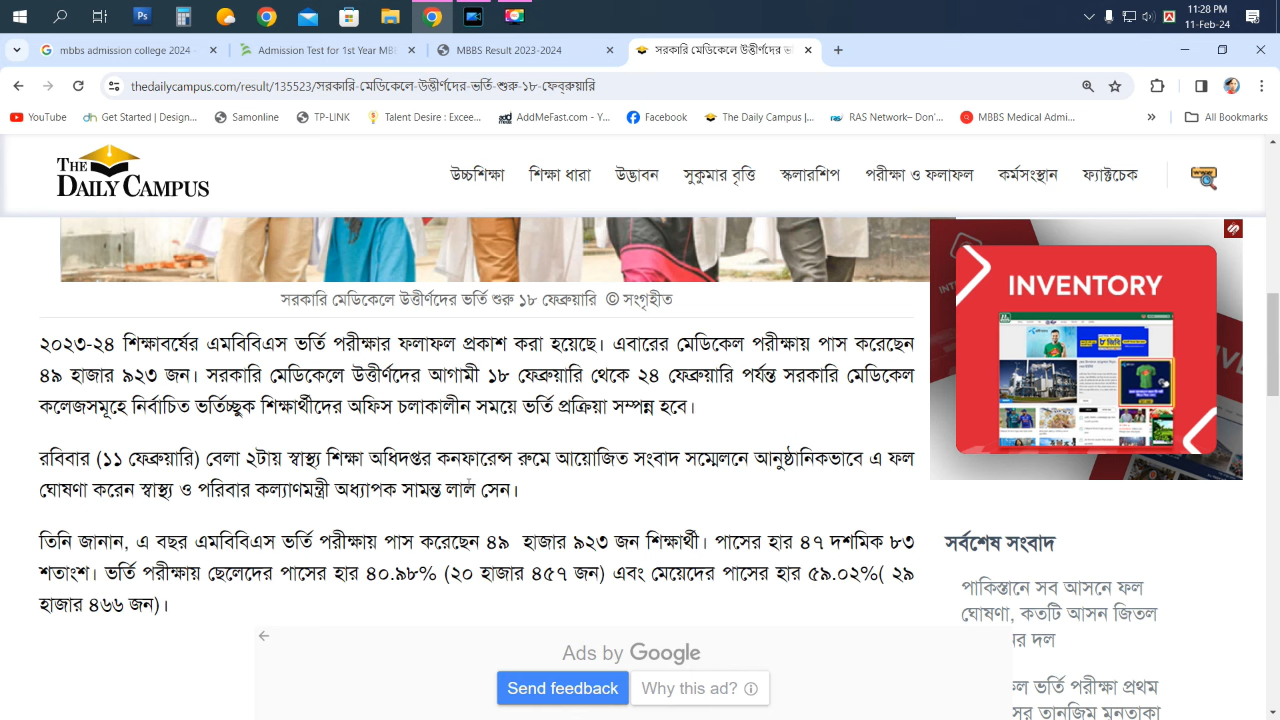 11:28 PM
11-Feb-24
mbbs admission college 2024 -
Admission Test for 1st Year MB
MBBS Result 2023-2024
সরকারি মেডিকেলে উত্তীর্ণদের ভ
thedailycampus.com/result/135523/সরকারি-মেডিকেলে-উত্তীর্ণদের-ভর্তি-শুরু-১৮-ফেব্রুয়ারি
YouTube
Get Started | Design...
Samonline
TP-LINK
Talent Desire : Excee...
AddMeFast.com - Y...
Facebook
The Daily Campus |...
RAS Network– Don'...
MBBS Medical Admi...
»
All Bookmarks
THE
DAILY CAMPUS
উচ্চশিক্ষা
শিক্ষা ধারা
উদ্ভাবন
সুকুমার বৃত্তি
স্কলারশিপ
পরীক্ষা ও ফলাফল
কর্মসংস্থান
ফ্যাক্টচেক
সরকারি মেডিকেলে উত্তীর্ণদের ভর্তি শুরু ১৮ ফেব্রুয়ারি © সংগৃহীত
২০২৩-২৪ শিক্ষাবর্ষের এমবিবিএস ভর্তি পরীক্ষার ফলাফল প্রকাশ করা হয়েছে। এবারের মেডিকেল পরীক্ষায় পাস করেছেন
৪৯ হাজার ৯২৩ জন। সরকারি মেডিকেলে উত্তীর্ণদের আগামী ১৮ ফেব্রুয়ারি থেকে ২৪ ফেব্রুয়ারি পর্যন্ত সরকারি মেডিকেল
কলেজসমূহে নির্বাচিত ভর্তিচ্ছুক শিক্ষার্থীদের অফিস চলাকালীন সময়ে ভর্তি প্রক্রিয়া সম্পন্ন হবে।
রবিবার (১১ ফেব্রুয়ারি) বেলা ২টায় স্বাস্থ্য শিক্ষা অধিদপ্তর কনফারেন্স রুমে আয়োজিত সংবাদ সম্মেলনে আনুষ্ঠানিকভাবে এ ফল
ঘোষণা করেন স্বাস্থ্য ও পরিবার কল্যাণমন্ত্রী অধ্যাপক সামন্ত লাল সেন।
তিনি জানান, এ বছর এমবিবিএস ভর্তি পরীক্ষায় পাস করেছেন ৪৯ হাজার ৯২৩ জন শিক্ষার্থী। পাসের হার ৪৭ দশমিক ৮৩
শতাংশ। ভর্তি পরীক্ষায় ছেলেদের পাসের হার ৪০.৯৮% (২০ হাজার ৪৫৭ জন) এবং মেয়েদের পাসের হার ৫৯.০২%( ২৯
হাজার ৪৬৬ জন)।
INVENTORY
সর্বশেষ সংবাদ
পাকিস্তানে সব আসনে ফল
ঘোষণা, কতটি আসন জিতল
দল
ভর্তি পরীক্ষা প্রথম
তানজিম মুনতাকা
Ads by Google
Send feedback
Why this ad?